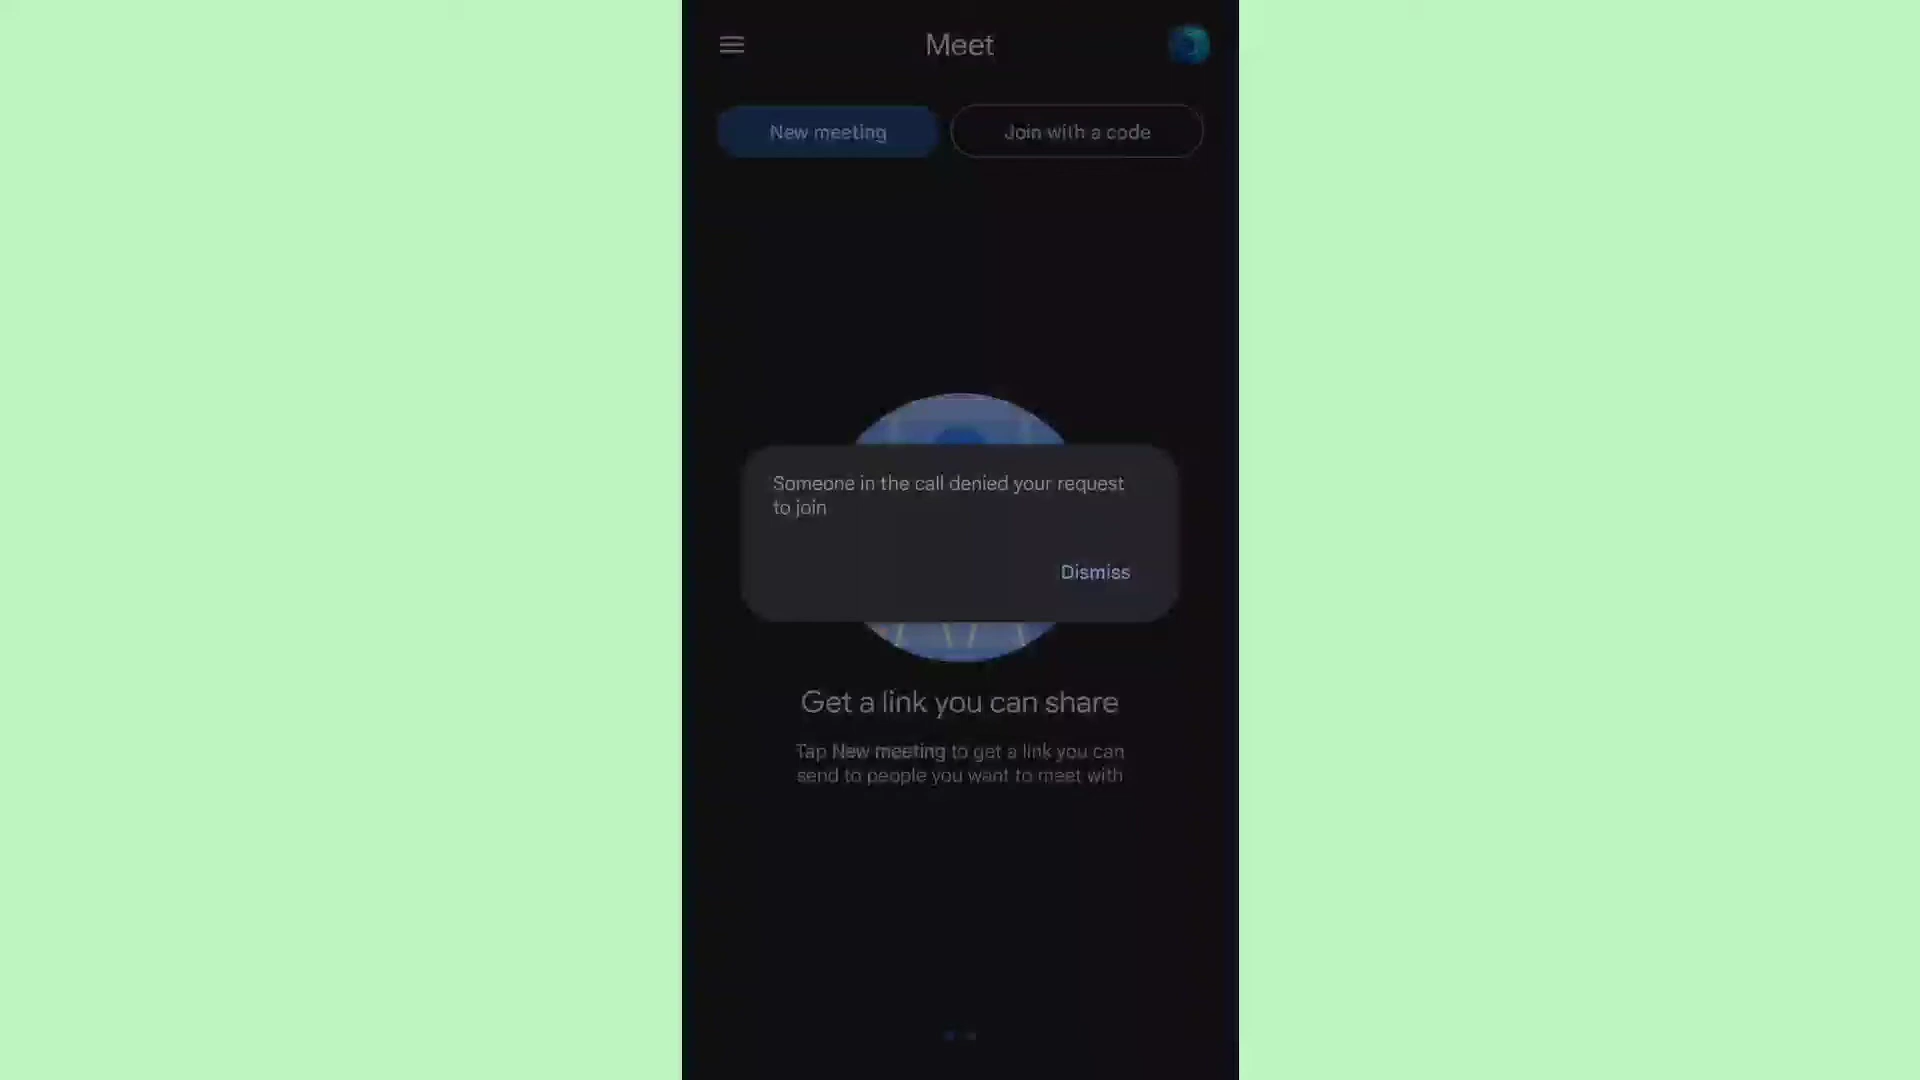 Meet
New meeting
Join with a code
Someone in the call denied your request
to join
Dismiss
Get a link you can share
Tap New meeting to get a link you can
send to people you want to meet with